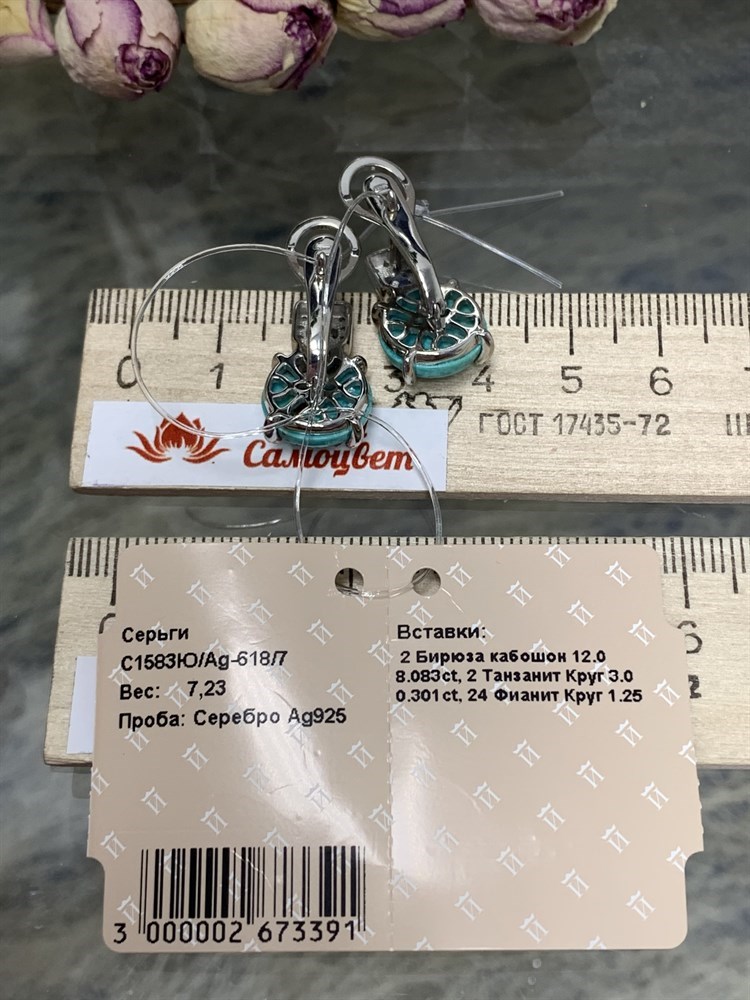 0 1 3 4 5 6
ГОСТ 17435-72
Самоцвет
Серьги
С1583Ю/Ag-618/7
Вес: 7,23
Проба: Серебро Ag925
Вставки:
2 Бирюза кабошон 12.0
8.083ct, 2 Танзанит Круг 3.0
0.301ct, 24 Фианит Круг 1.25
3 000002 673391